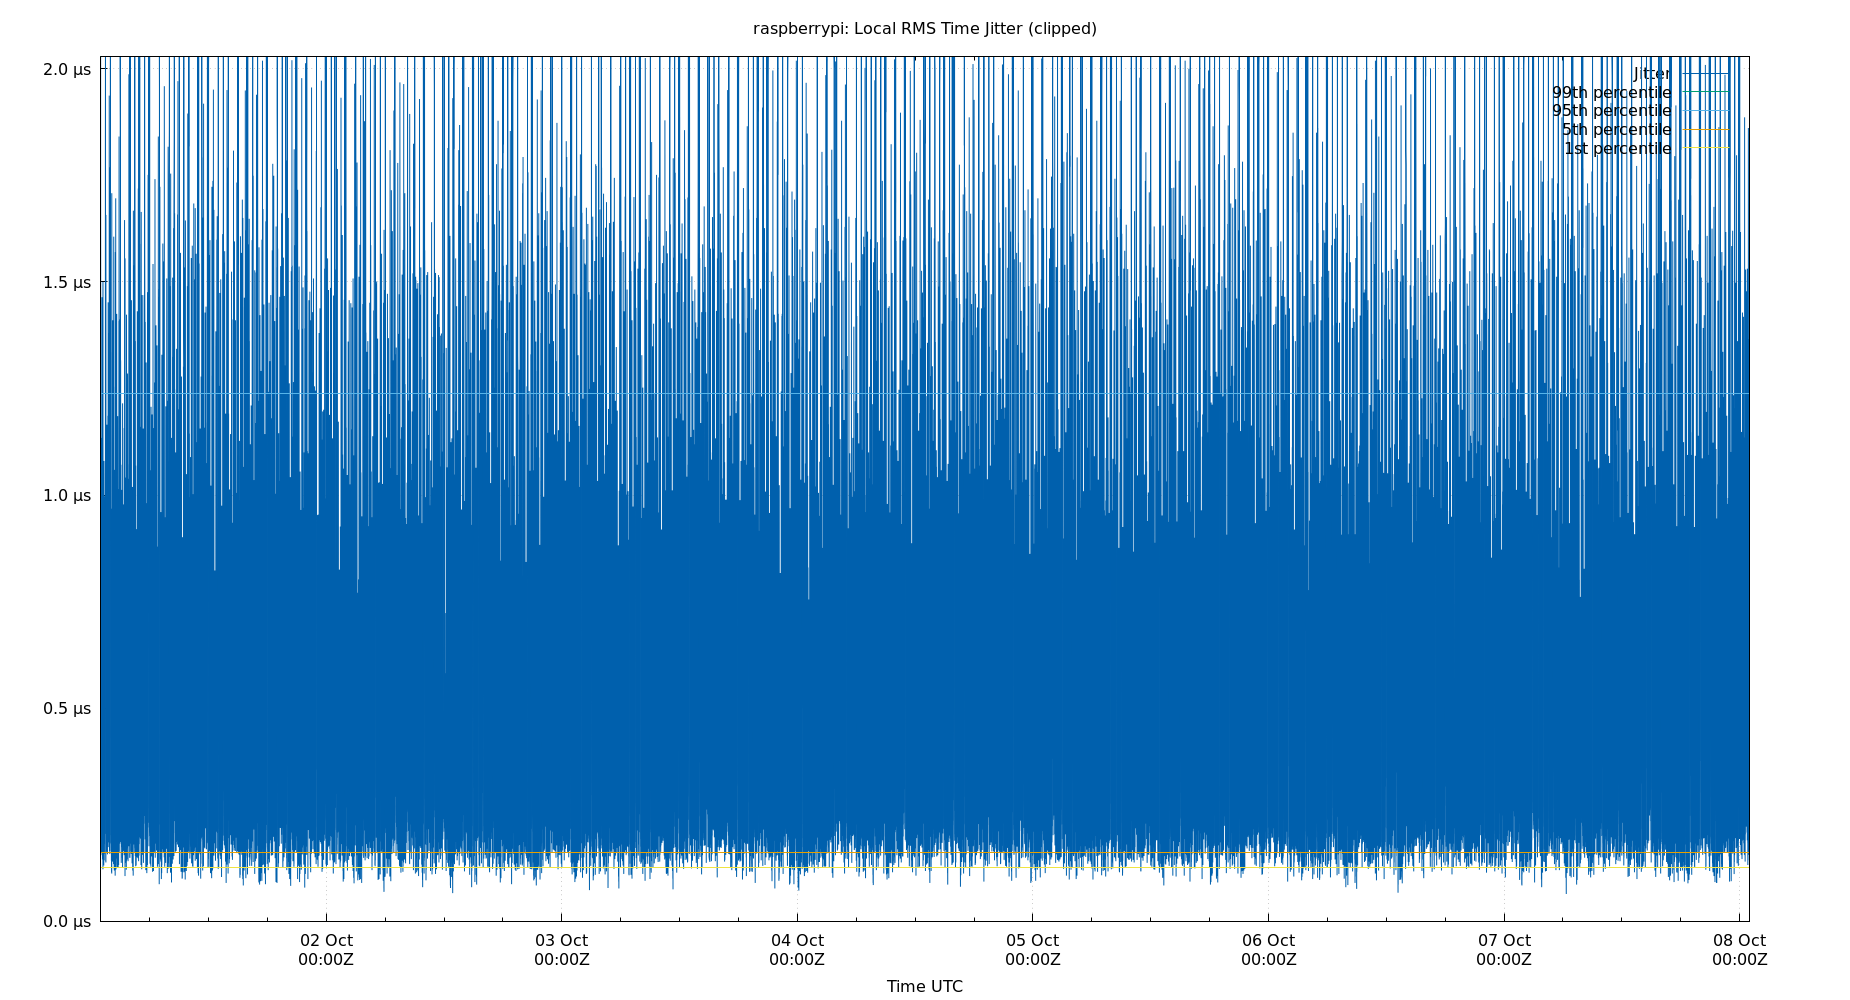 raspberrypi: Local RMS Time Jitter (clipped)
2.0 µs
1.5 µs
1.0 µs
0.5 µs
0.0 µs
Jitter
99th percentile
95th percentile
5th percentile
1st percentile
02 Oct 03 Oct 04 Oct 05 Oct 06 Oct 07 Oct 08 Oct
00:00Z 00:00Z 00:00Z 00:00Z 00:00Z 00:00Z 00:00Z
Time UTC